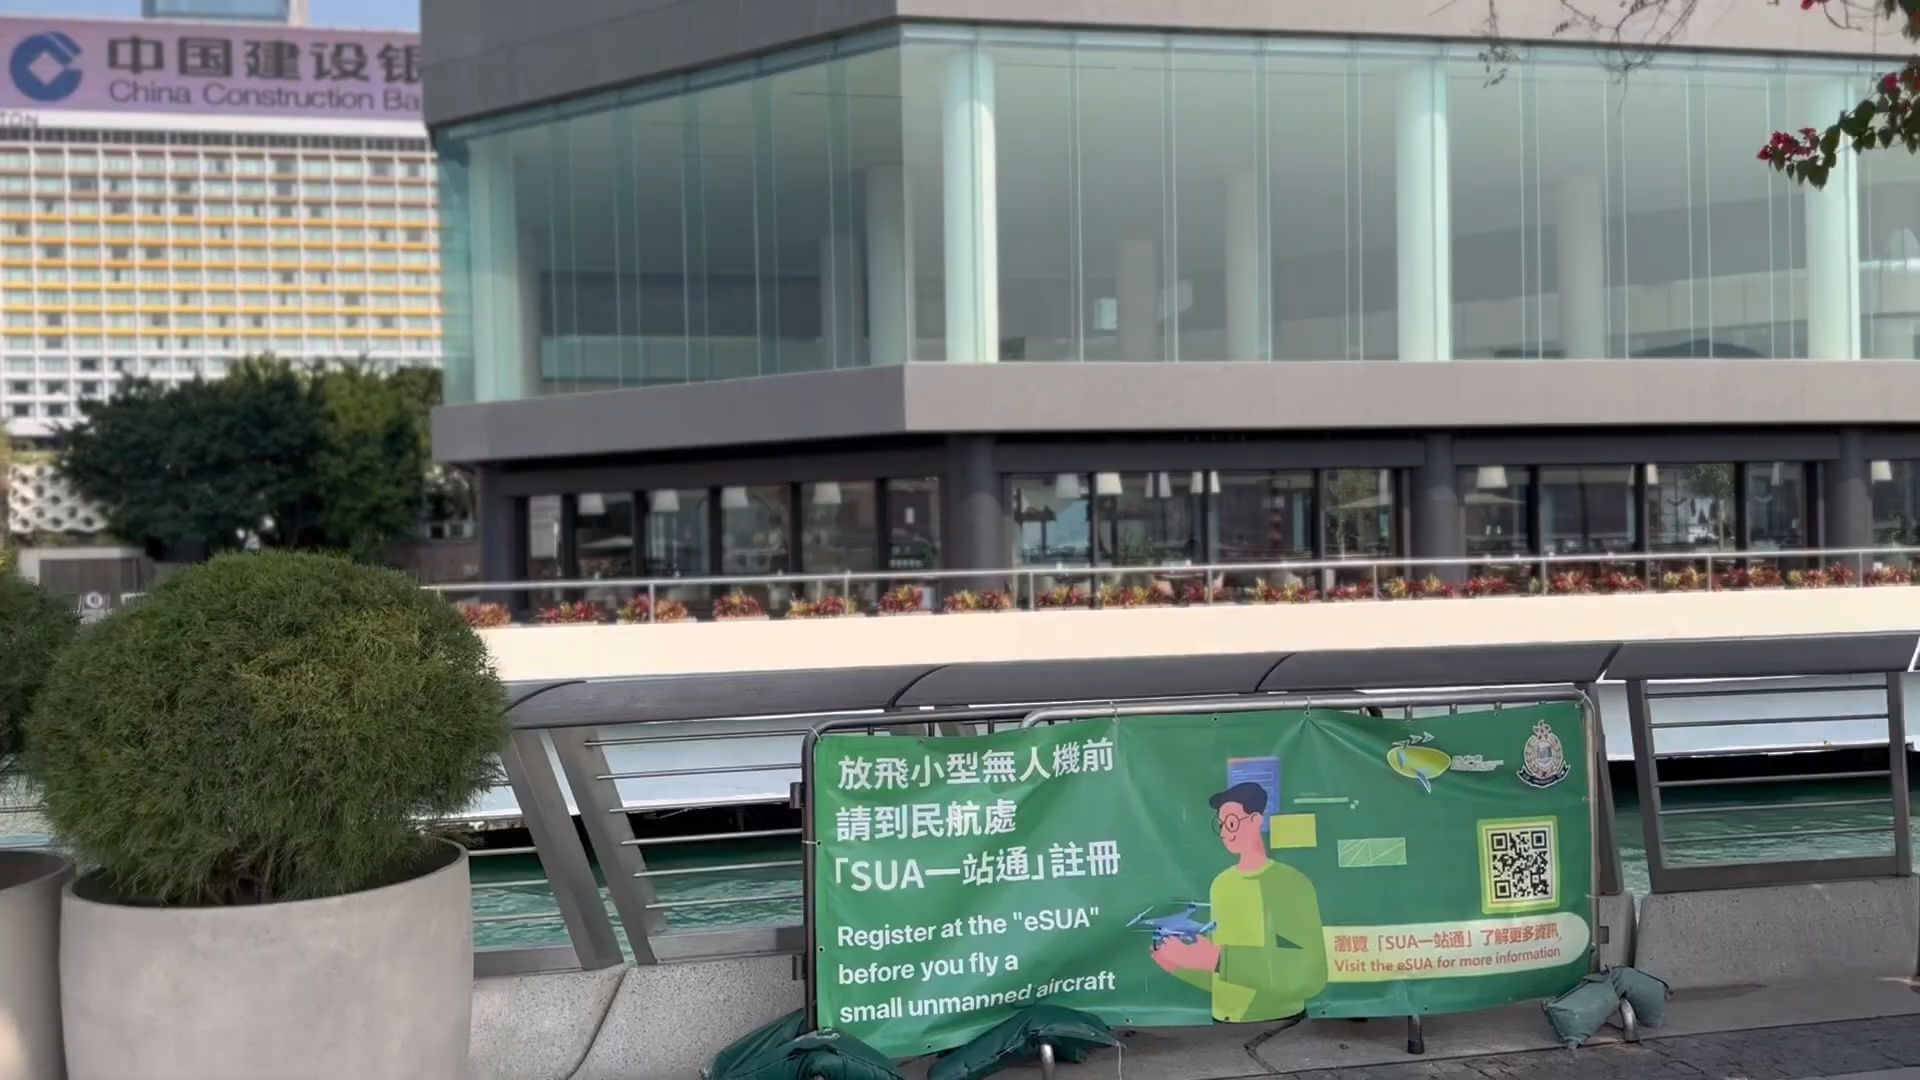 中国建设银
China Construction Ba
TON
放飛小型無人機前
請到民航處
「SUA一站通」註冊
Register at the "eSUA"
before you fly a
small unmanned aircraft
瀏覽「SUA一站通」了解更多資訊
Visit the eSUA for more information